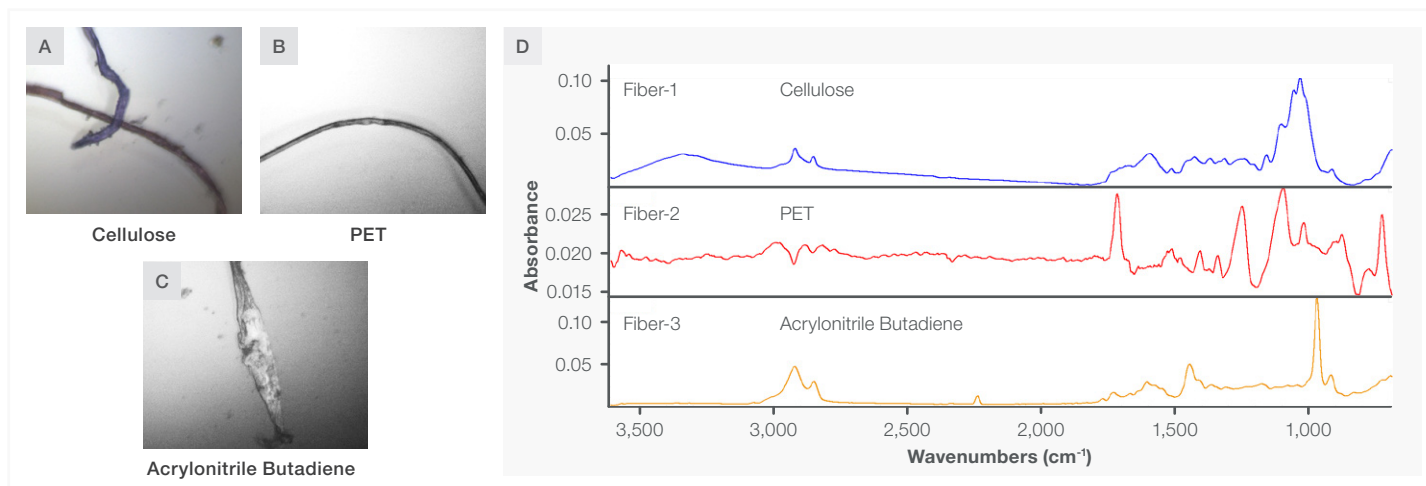 A
Cellulose
B
PET
C
Acrylonitrile Butadiene
D
Absorbance
0.10
0.05
Fiber-1 Cellulose
0.025
0.020
0.015
Fiber-2 PET
0.10
0.05
Fiber-3 Acrylonitrile Butadiene
3,500 3,000 2,500 2,000 1,500 1,000
Wavenumbers (cm⁻¹)